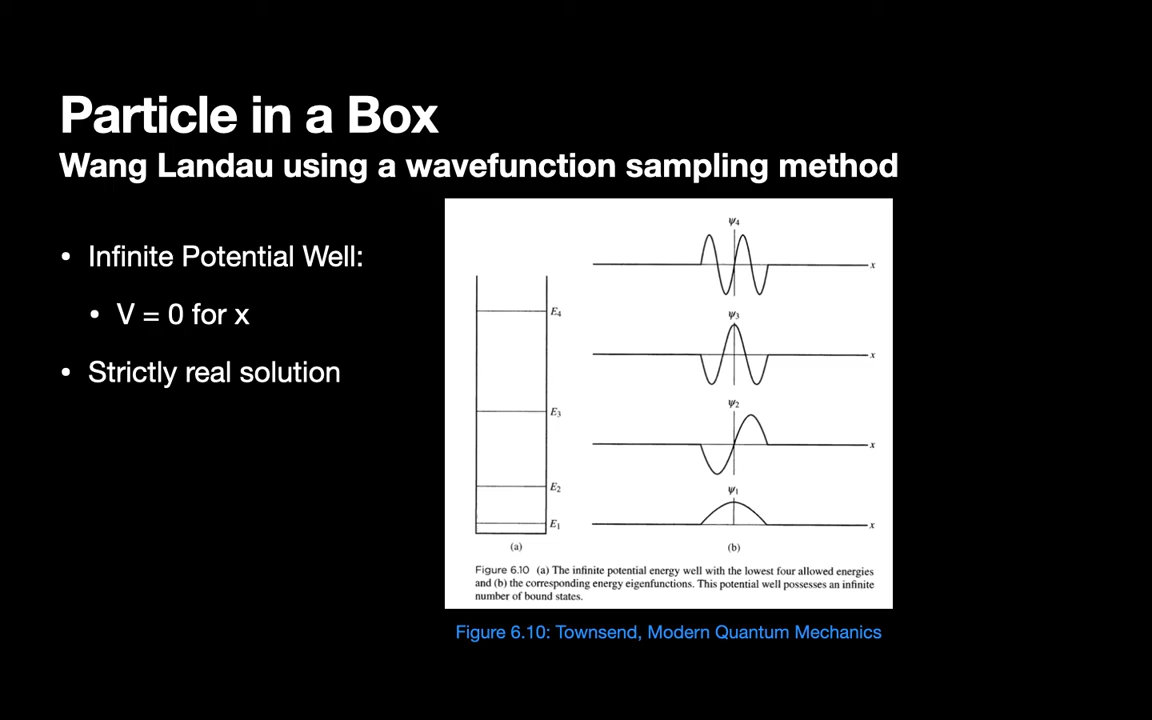 Particle in a Box
Wang Landau using a wavefunction sampling method
• Infinite Potential Well:
• V = 0 for x
• Strictly real solution
ψ4
x
E4
ψ3
x
E3
ψ2
x
E2
ψ1
E1
x
(a)
(b)
Figure 6.10 (a) The infinite potential energy well with the lowest four allowed energies
and (b) the corresponding energy eigenfunctions. This potential well possesses an infinite
number of bound states.
Figure 6.10: Townsend, Modern Quantum Mechanics